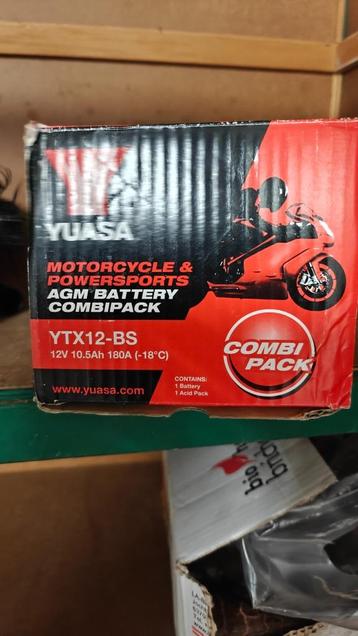 YUASA
MOTORCYCLE &
POWERSPORTS
AGM BATTERY
COMBIPACK
YTX12-BS
12V 10.5Ah 180A (-18°C)
www.yuasa.com
COMBI
PACK
CONTAINS:
1 Battery
1 Acid Pack
bio